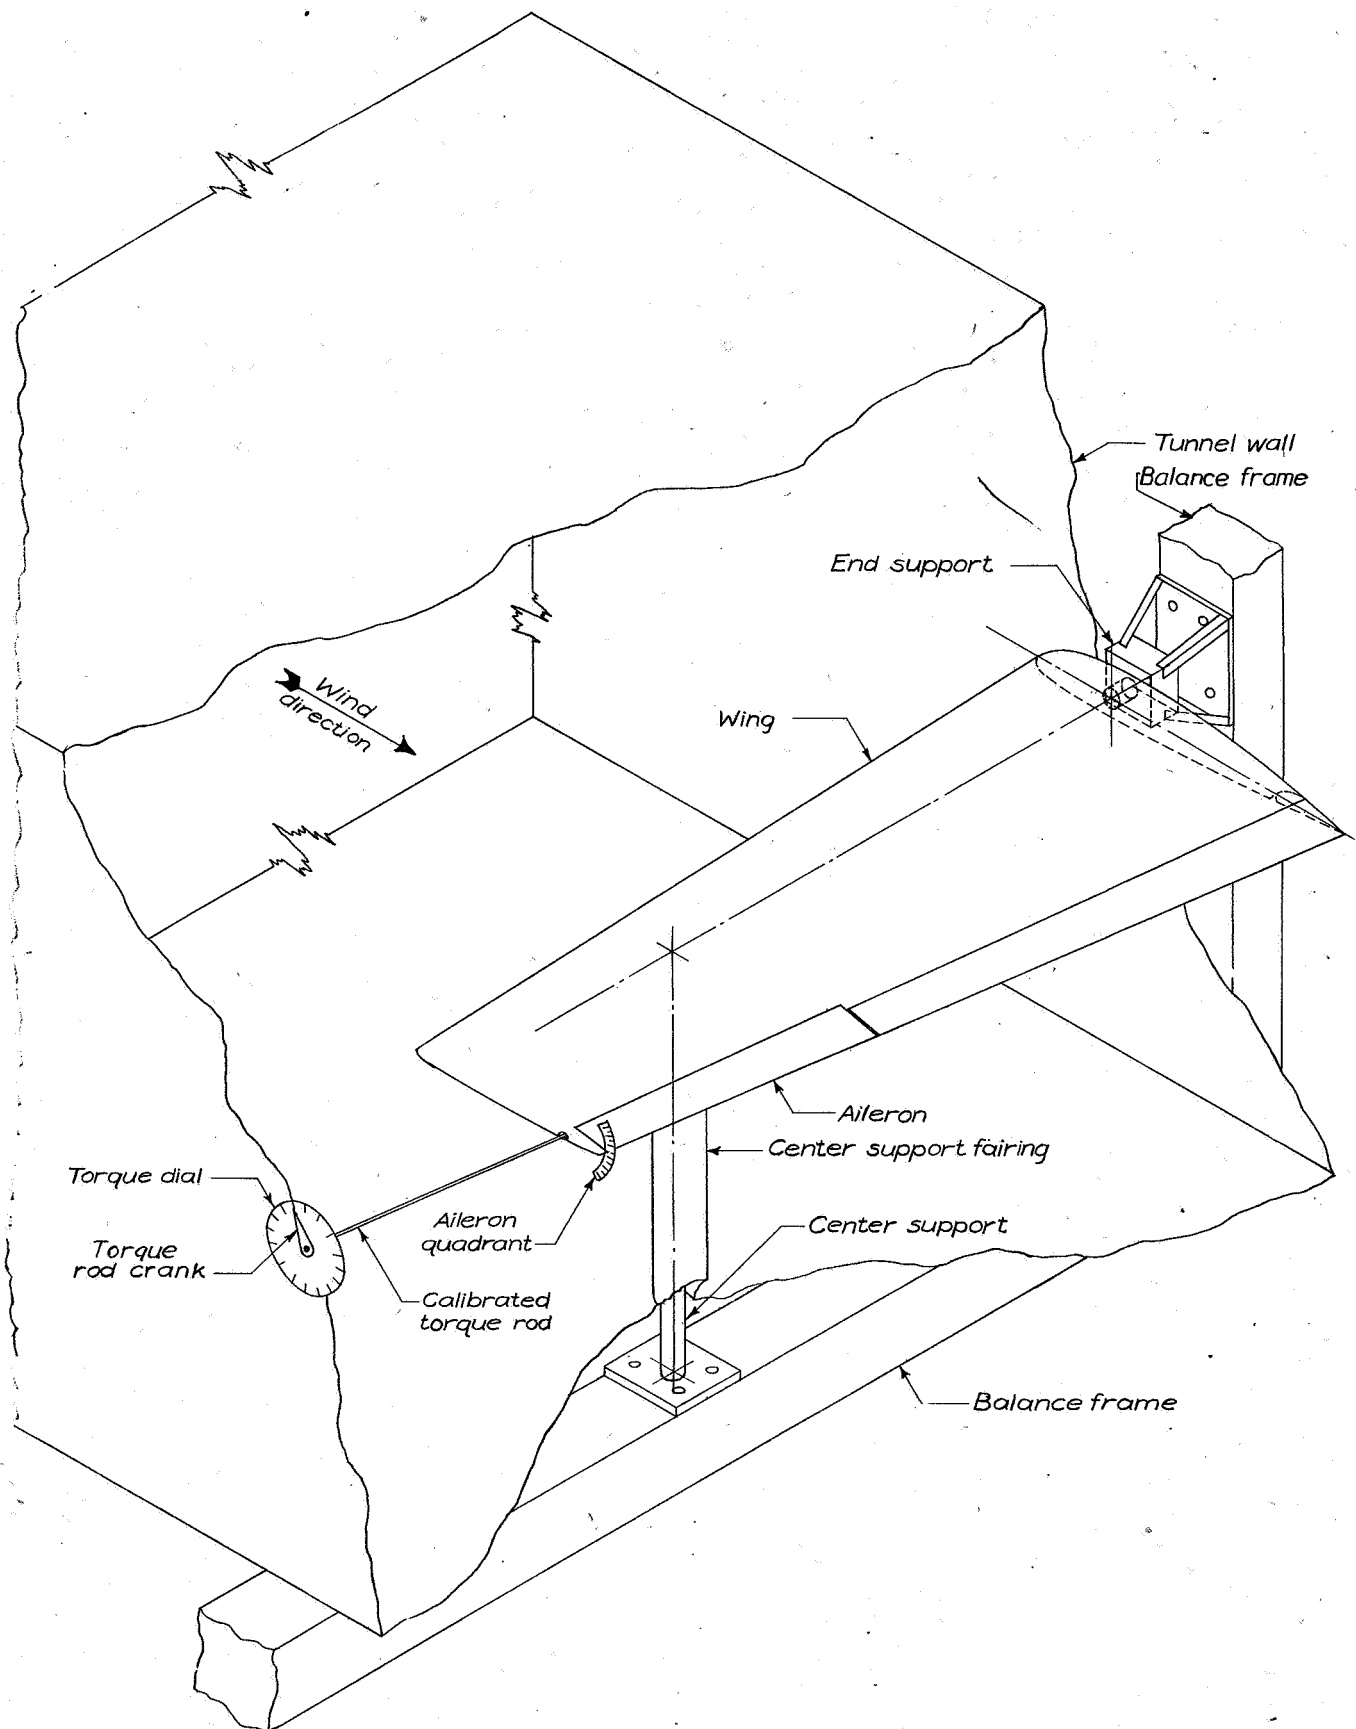 Tunnel wall
Balance frame
End support
Wind
direction
Wing
Aileron
Center support fairing
Torque dial
Aileron
quadrant
Center support
Torque
rod crank
Calibrated
torque rod
Balance frame